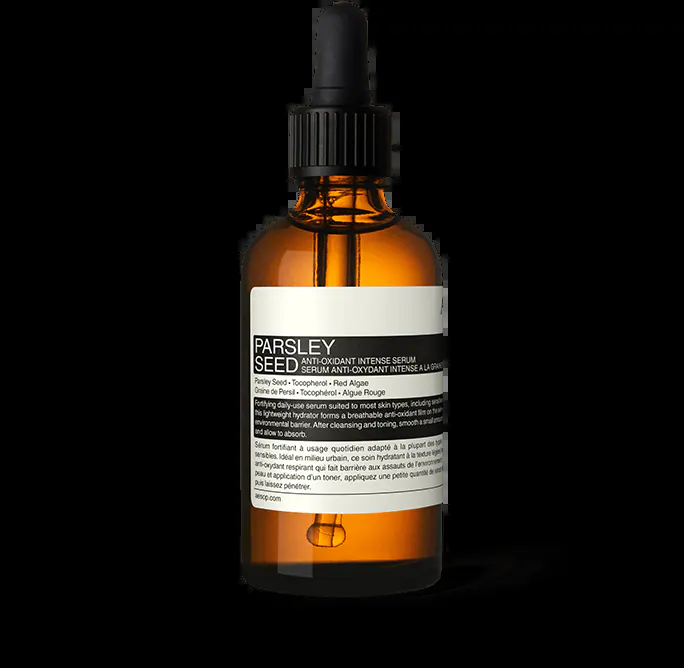 PARSLEY
SEED ANTI-OXIDANT INTENSE SERUM
SERUM ANTI-OXYDANT INTENSE A LA
Parsley Seed • Tocopherol • Red Algae
Graine de Persil • Tocophérol • Algue Rouge
Fortifying daily-use serum suited to most skin types, including
this lightweight hydrator forms a breathable anti-oxidant film on the
environmental barrier. After cleansing and toning, smooth a small
and allow to absorb.
Sérum fortifiant à usage quotidien adapté à la plupart des
sensibles. Idéal en milieu urbain, ce soin hydratant à la texture
anti-oxydant respirant qui fait barrière aux assauts de
peau et application d'un toner, appliquez une petite quantité de
puis laissez pénétrer.
aesop.com